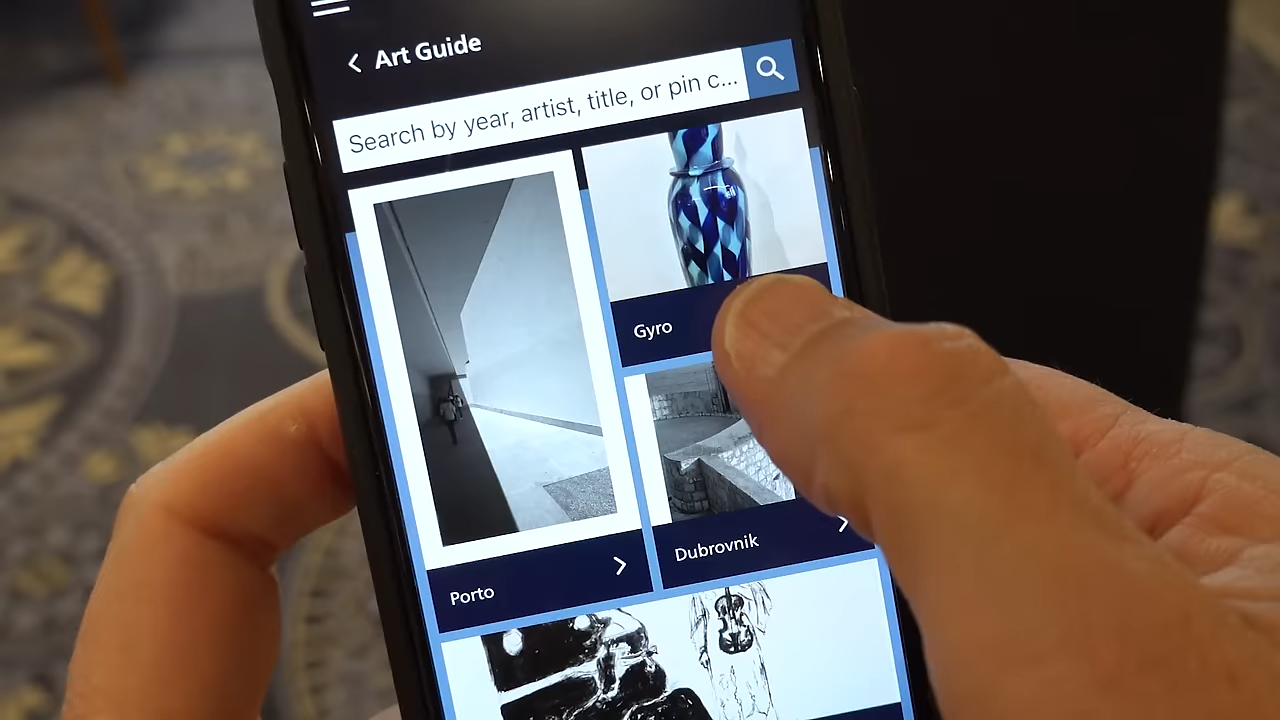 Art Guide
Search by year, artist, title, or pin c...
Gyro
Dubrovnik
Porto